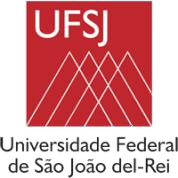 UFSJ
Universidade Federal
de São João del-Rei